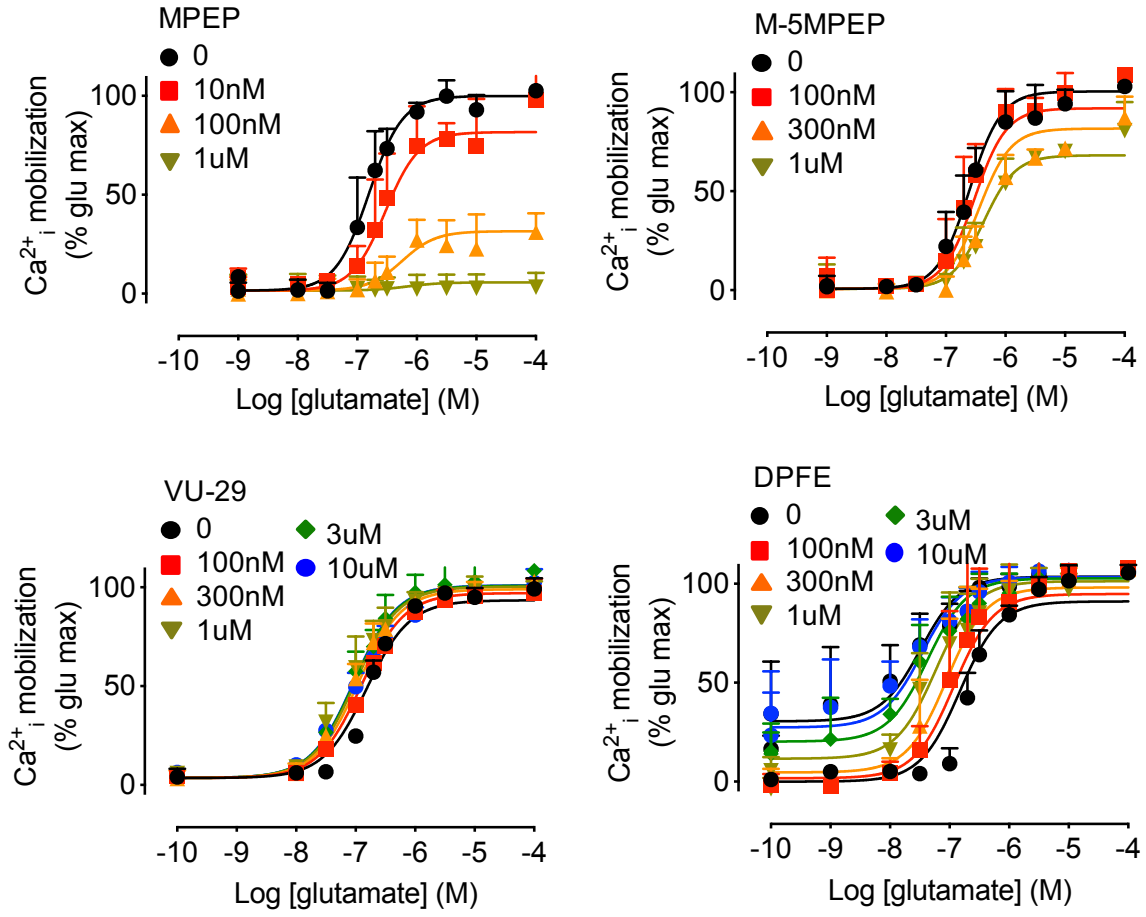 MPEP
0
10nM
100nM
1uM
Ca²⁺ᵢ mobilization
(% glu max)
100
50
0
-10 -9 -8 -7 -6 -5 -4
Log [glutamate] (M)
M-5MPEP
0
100nM
300nM
1uM
Ca²⁺ᵢ mobilization
(% glu max)
100
50
0
-10 -9 -8 -7 -6 -5 -4
Log [glutamate] (M)
VU-29
0
100nM
300nM
1uM
3uM
10uM
Ca²⁺ᵢ mobilization
(% glu max)
100
50
0
-10 -9 -8 -7 -6 -5 -4
Log [glutamate] (M)
DPFE
0
100nM
300nM
1uM
3uM
10uM
Ca²⁺ᵢ mobilization
(% glu max)
100
50
0
-10 -9 -8 -7 -6 -5 -4
Log [glutamate] (M)